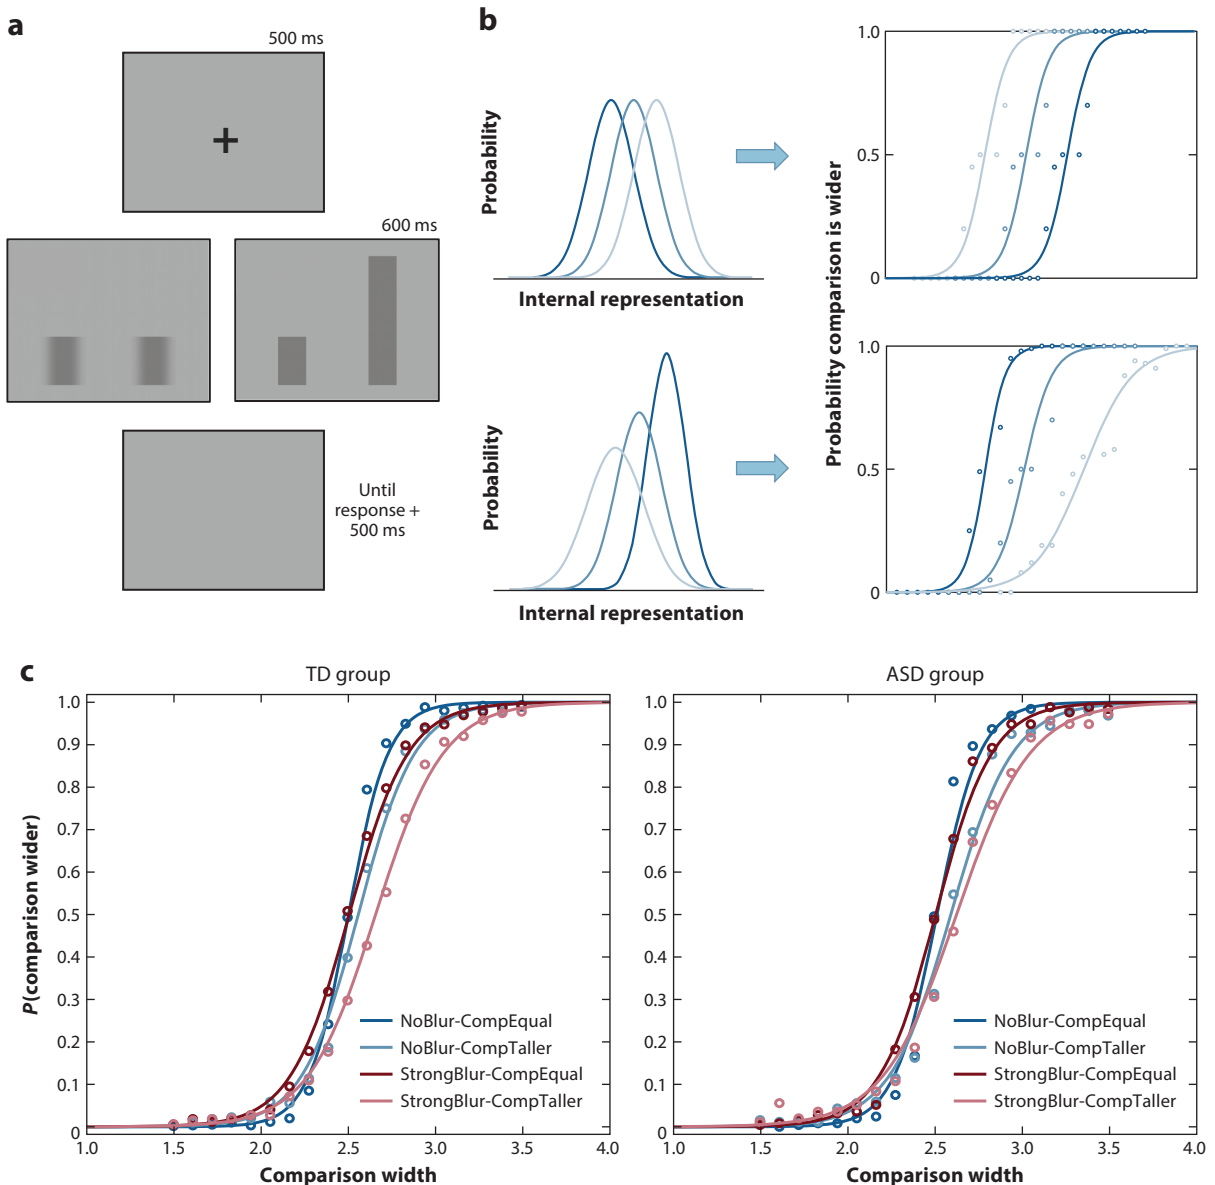 a
500 ms
600 ms
Until
response +
500 ms
b
Probability
Internal representation
Probability
Internal representation
Probability comparison is wider
1.0
0.5
0
1.0
0.5
0
c
TD group
P(comparison wider)
1.0
0.9
0.8
0.7
0.6
0.5
0.4
0.3
0.2
0.1
0
1.0
1.5
2.0
2.5
3.0
3.5
4.0
Comparison width
NoBlur-CompEqual
NoBlur-CompTaller
StrongBlur-CompEqual
StrongBlur-CompTaller
ASD group
1.0
0.9
0.8
0.7
0.6
0.5
0.4
0.3
0.2
0.1
0
1.0
1.5
2.0
2.5
3.0
3.5
4.0
Comparison width
NoBlur-CompEqual
NoBlur-CompTaller
StrongBlur-CompEqual
StrongBlur-CompTaller